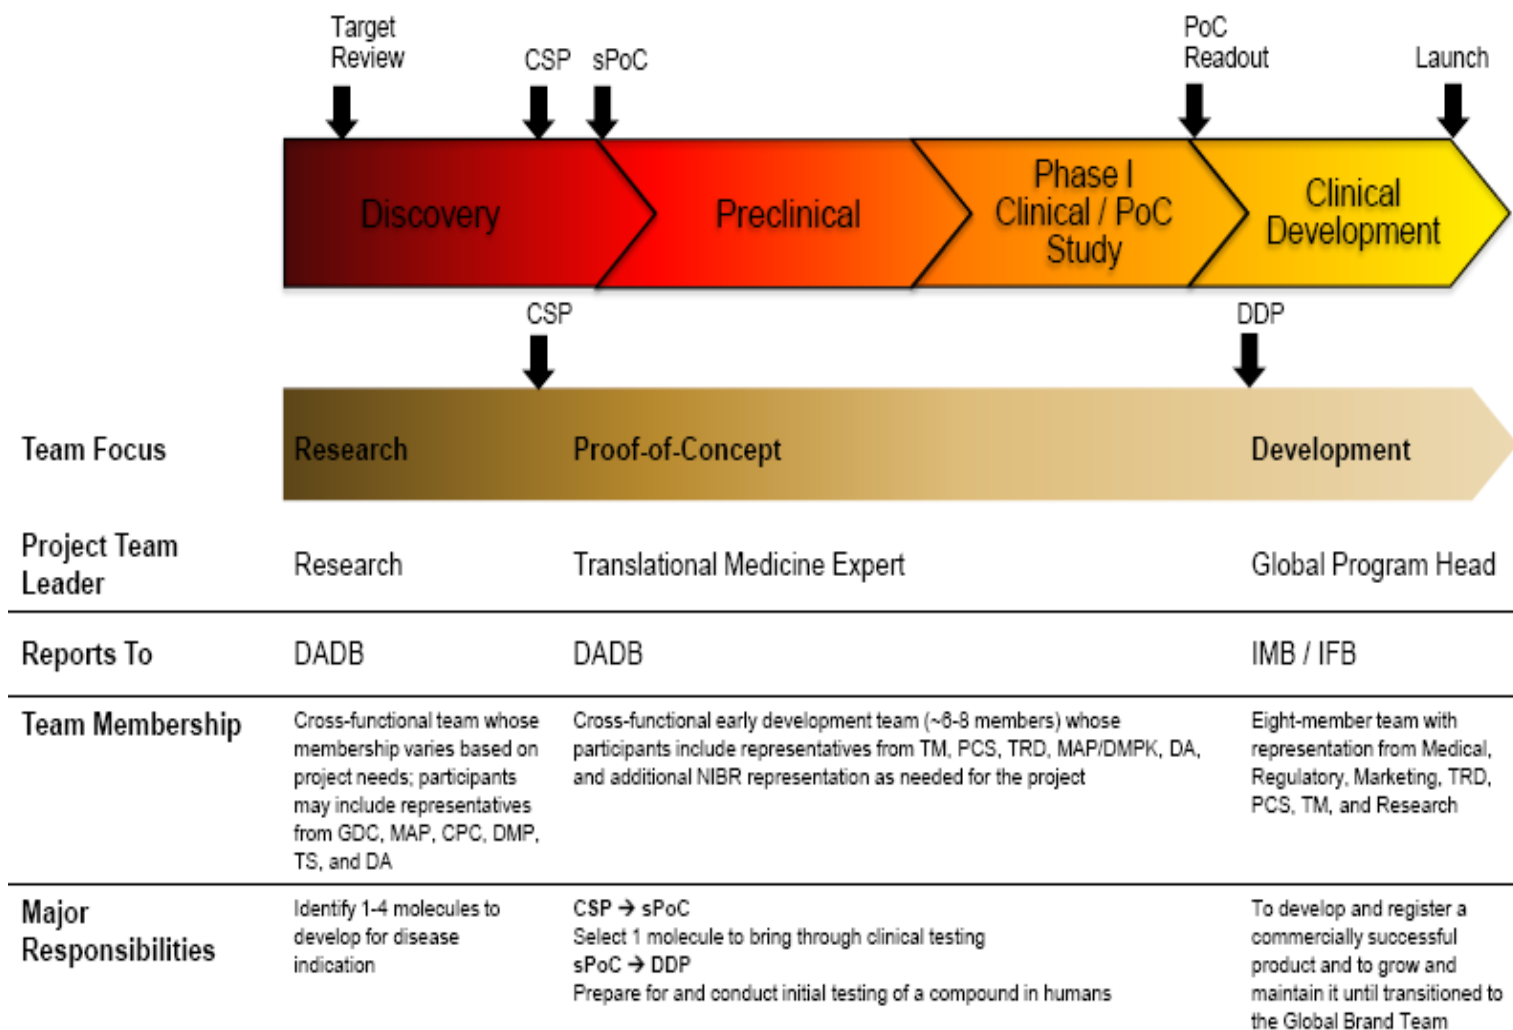 Target
Review
CSP
sPoC
PoC
Readout
Launch
Discovery
Preclinical
Phase I
Clinical / PoC
Study
Clinical
Development
CSP
DDP
Team Focus
Research
Proof-of-Concept
Development
Project Team
Leader
Research
Translational Medicine Expert
Global Program Head
Reports To
DADB
DADB
IMB / IFB
Team Membership
Cross-functional team whose
membership varies based on
project needs; participants
may include representatives
from GDC, MAP, CPC, DMP,
TS, and DA
Cross-functional early development team (~6-8 members) whose
participants include representatives from TM, PCS, TRD, MAP/DMPK, DA,
and additional NIBR representation as needed for the project
Eight-member team with
representation from Medical,
Regulatory, Marketing, TRD,
PCS, TM, and Research
Major
Responsibilities
Identify 1-4 molecules to
develop for disease
indication
CSP → sPoC
Select 1 molecule to bring through clinical testing
sPoC → DDP
Prepare for and conduct initial testing of a compound in humans
To develop and register a
commercially successful
product and to grow and
maintain it until transitioned to
the Global Brand Team